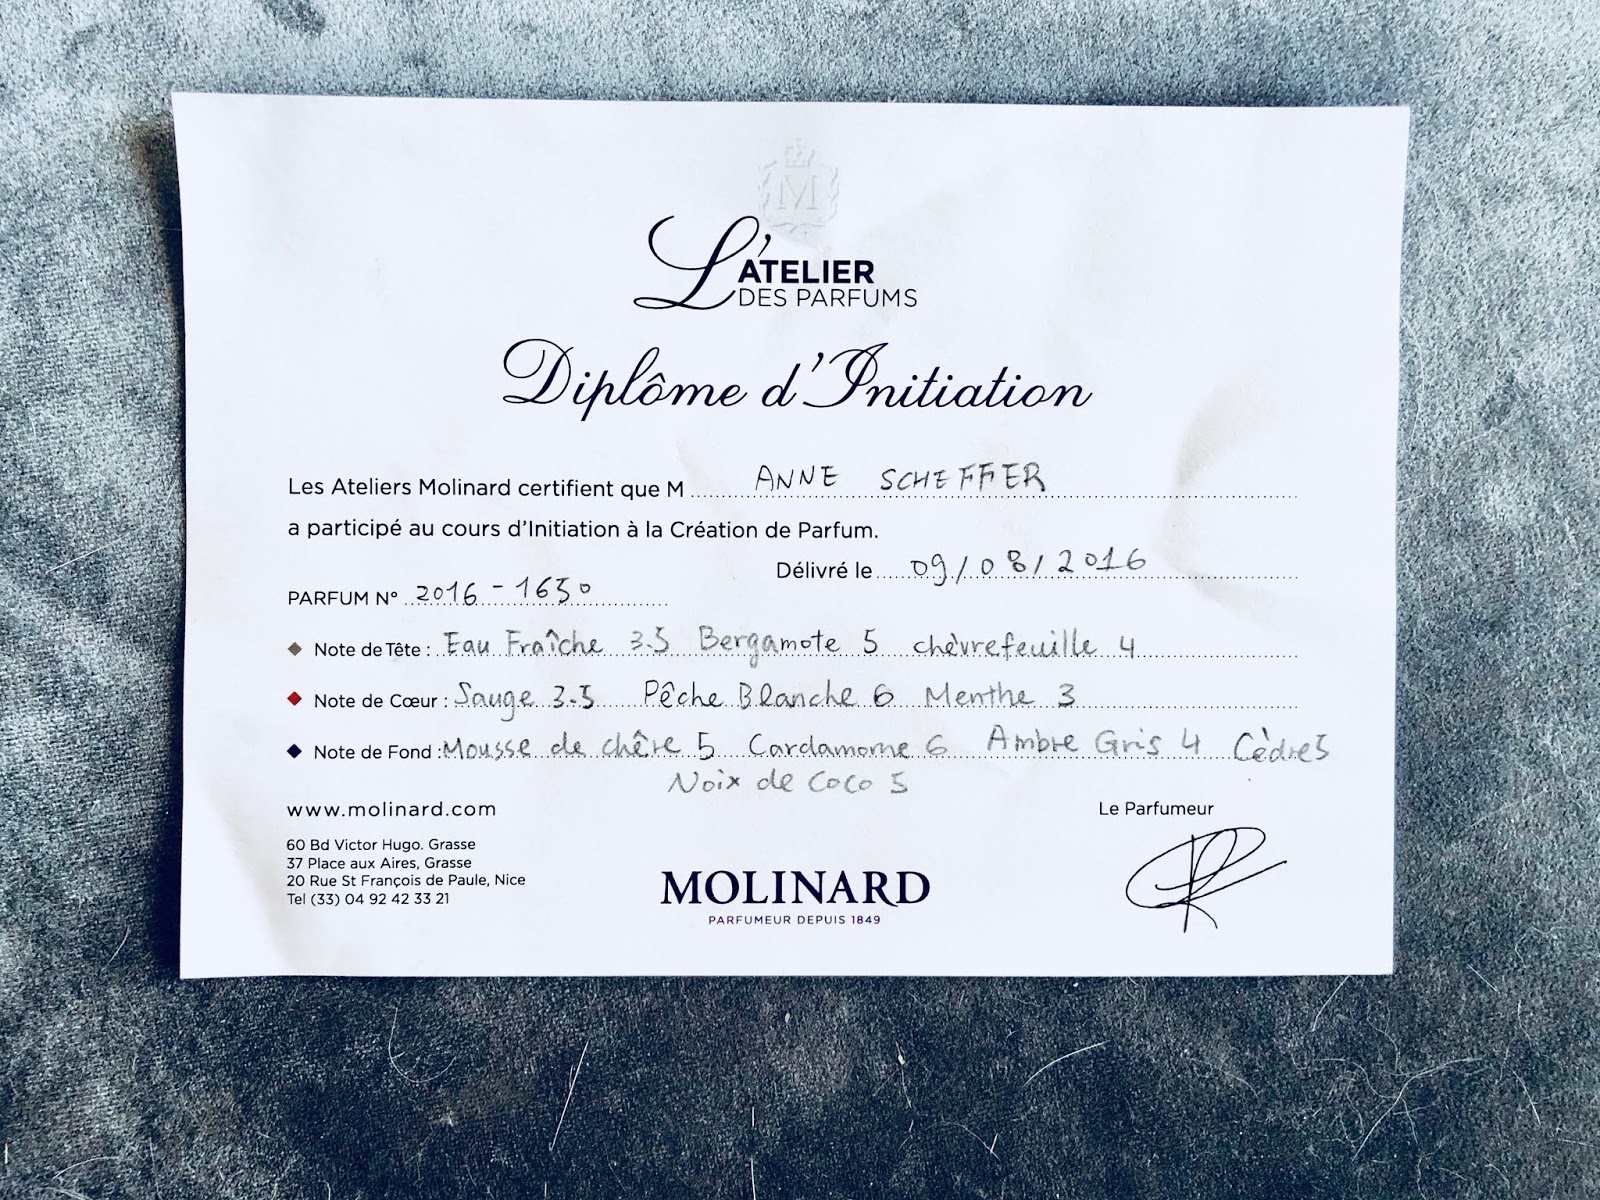 M
L'ATELIER
DES PARFUMS
Diplôme d'Initiation
Les Ateliers Molinard certifient que M ANNE SCHEFFER
a participé au cours d'Initiation à la Création de Parfum.
Délivré le 09/08/2016
PARFUM N° 2016-1650
Note de Tête : Eau Fraîche 3.5 Bergamote 5 chèvrefeuille 4
Note de Cœur : Sauge 3.5 Pêche Blanche 6 Menthe 3
Note de Fond : Mousse de chêne 5 Cardamome 6 Ambre Gris 4 Cèdre 5
Noix de Coco 5
www.molinard.com
Le Parfumeur
60 Bd Victor Hugo. Grasse
37 Place aux Aires, Grasse
20 Rue St François de Paule, Nice
Tel (33) 04 92 42 33 21
MOLINARD
PARFUMEUR DEPUIS 1849